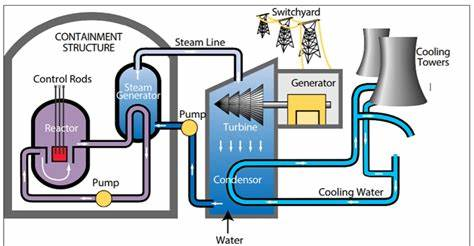 CONTAINMENT
STRUCTURE
Control Rods
Reactor
Pump
Steam
Generator
Steam Line
Pump
Turbine
Condensor
Water
Switchyard
Generator
Cooling
Towers
Cooling Water